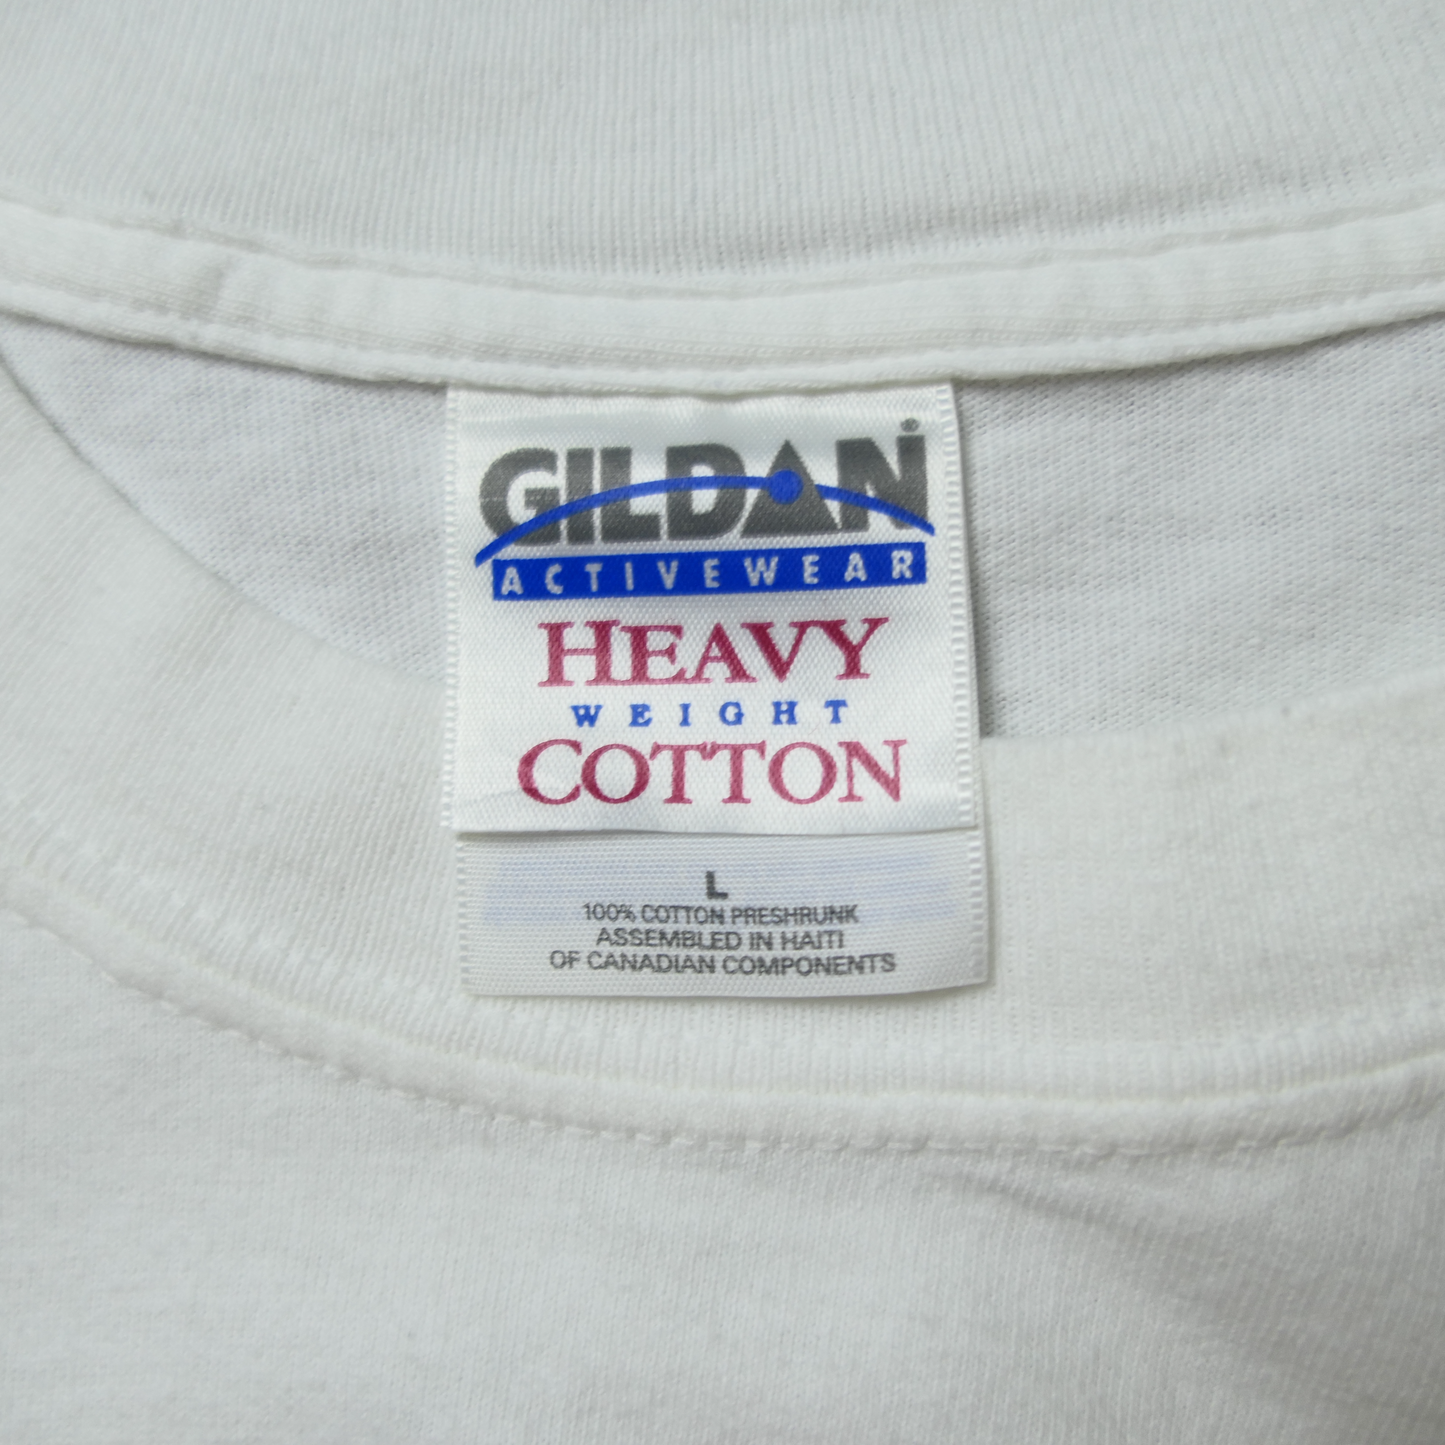 GILDAN®
ACTIVEWEAR
HEAVY
WEIGHT
COTTON
L
100% COTTON PRESHRUNK
ASSEMBLED IN HAITI
OF CANADIAN COMPONENTS